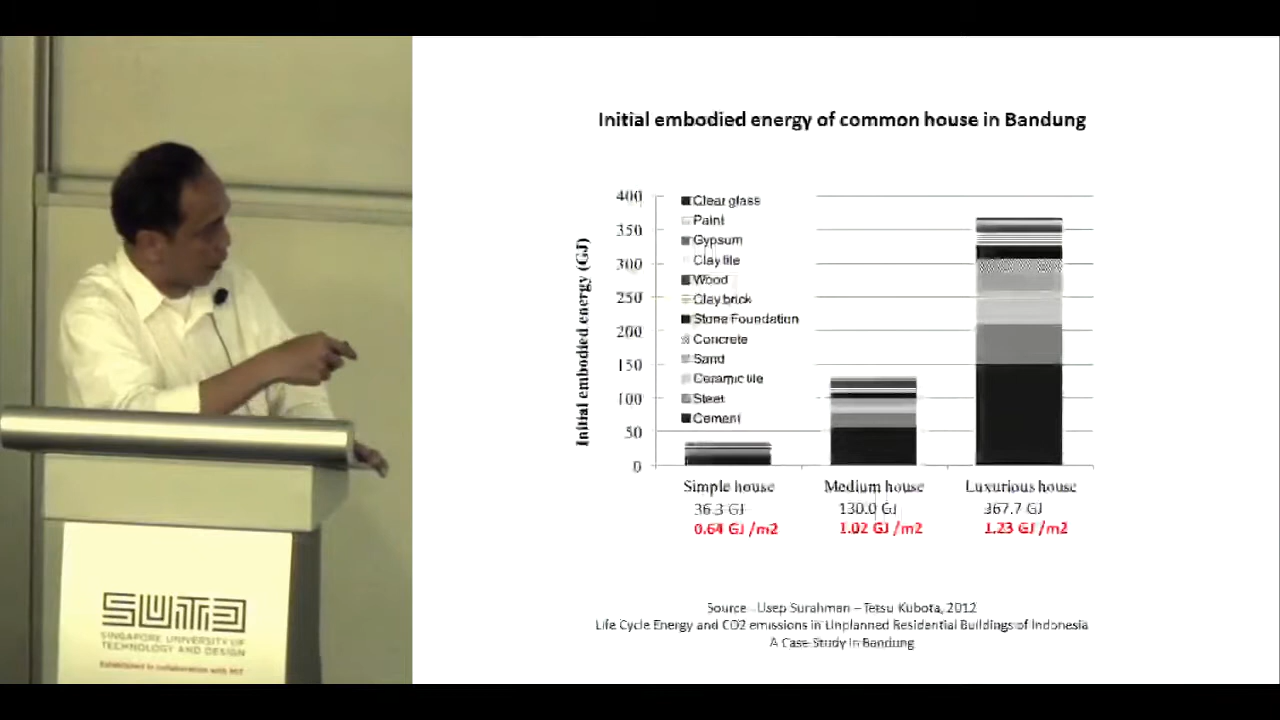 Initial embodied energy of common house in Bandung
Initial embodied energy (GJ)
400
350
300
250
200
150
100
50
0
Clear glass
Paint
Gypsum
Clay tile
Wood
Clay brick
Stone Foundation
Concrete
Sand
Ceramic tile
Steel
Cement
Simple house
Medium house
Luxurious house
36.3 GJ
130.0 GJ
367.7 GJ
0.64 GJ /m2
1.02 GJ /m2
1.23 GJ /m2
Source - Usep Surahman – Tetsu Kubota, 2012
Life Cycle Energy and CO2 emissions in Unplanned Residential Buildings of Indonesia
A Case Study in Bandung
SUTD
SINGAPORE UNIVERSITY OF
TECHNOLOGY AND DESIGN
Established in collaboration with MIT